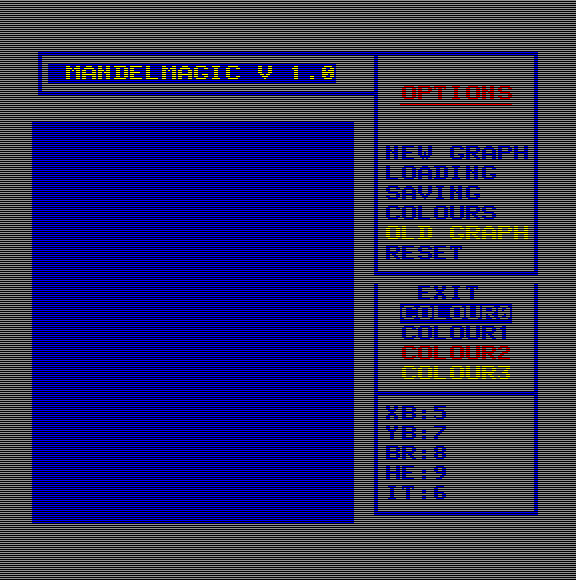 MANDELMAGIC V 1.0
OPTIONS
NEW GRAPH
LOADING
SAVING
COLOURS
OLD GRAPH
RESET
EXIT
COLOUR0
COLOUR1
COLOUR2
COLOUR3
XB:5
YB:7
BR:8
HE:9
IT:6